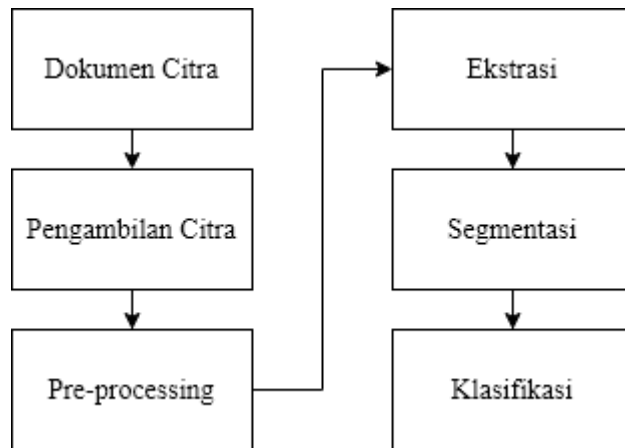 Dokumen Citra
Pengambilan Citra
Pre-processing
Ekstrasi
Segmentasi
Klasifikasi